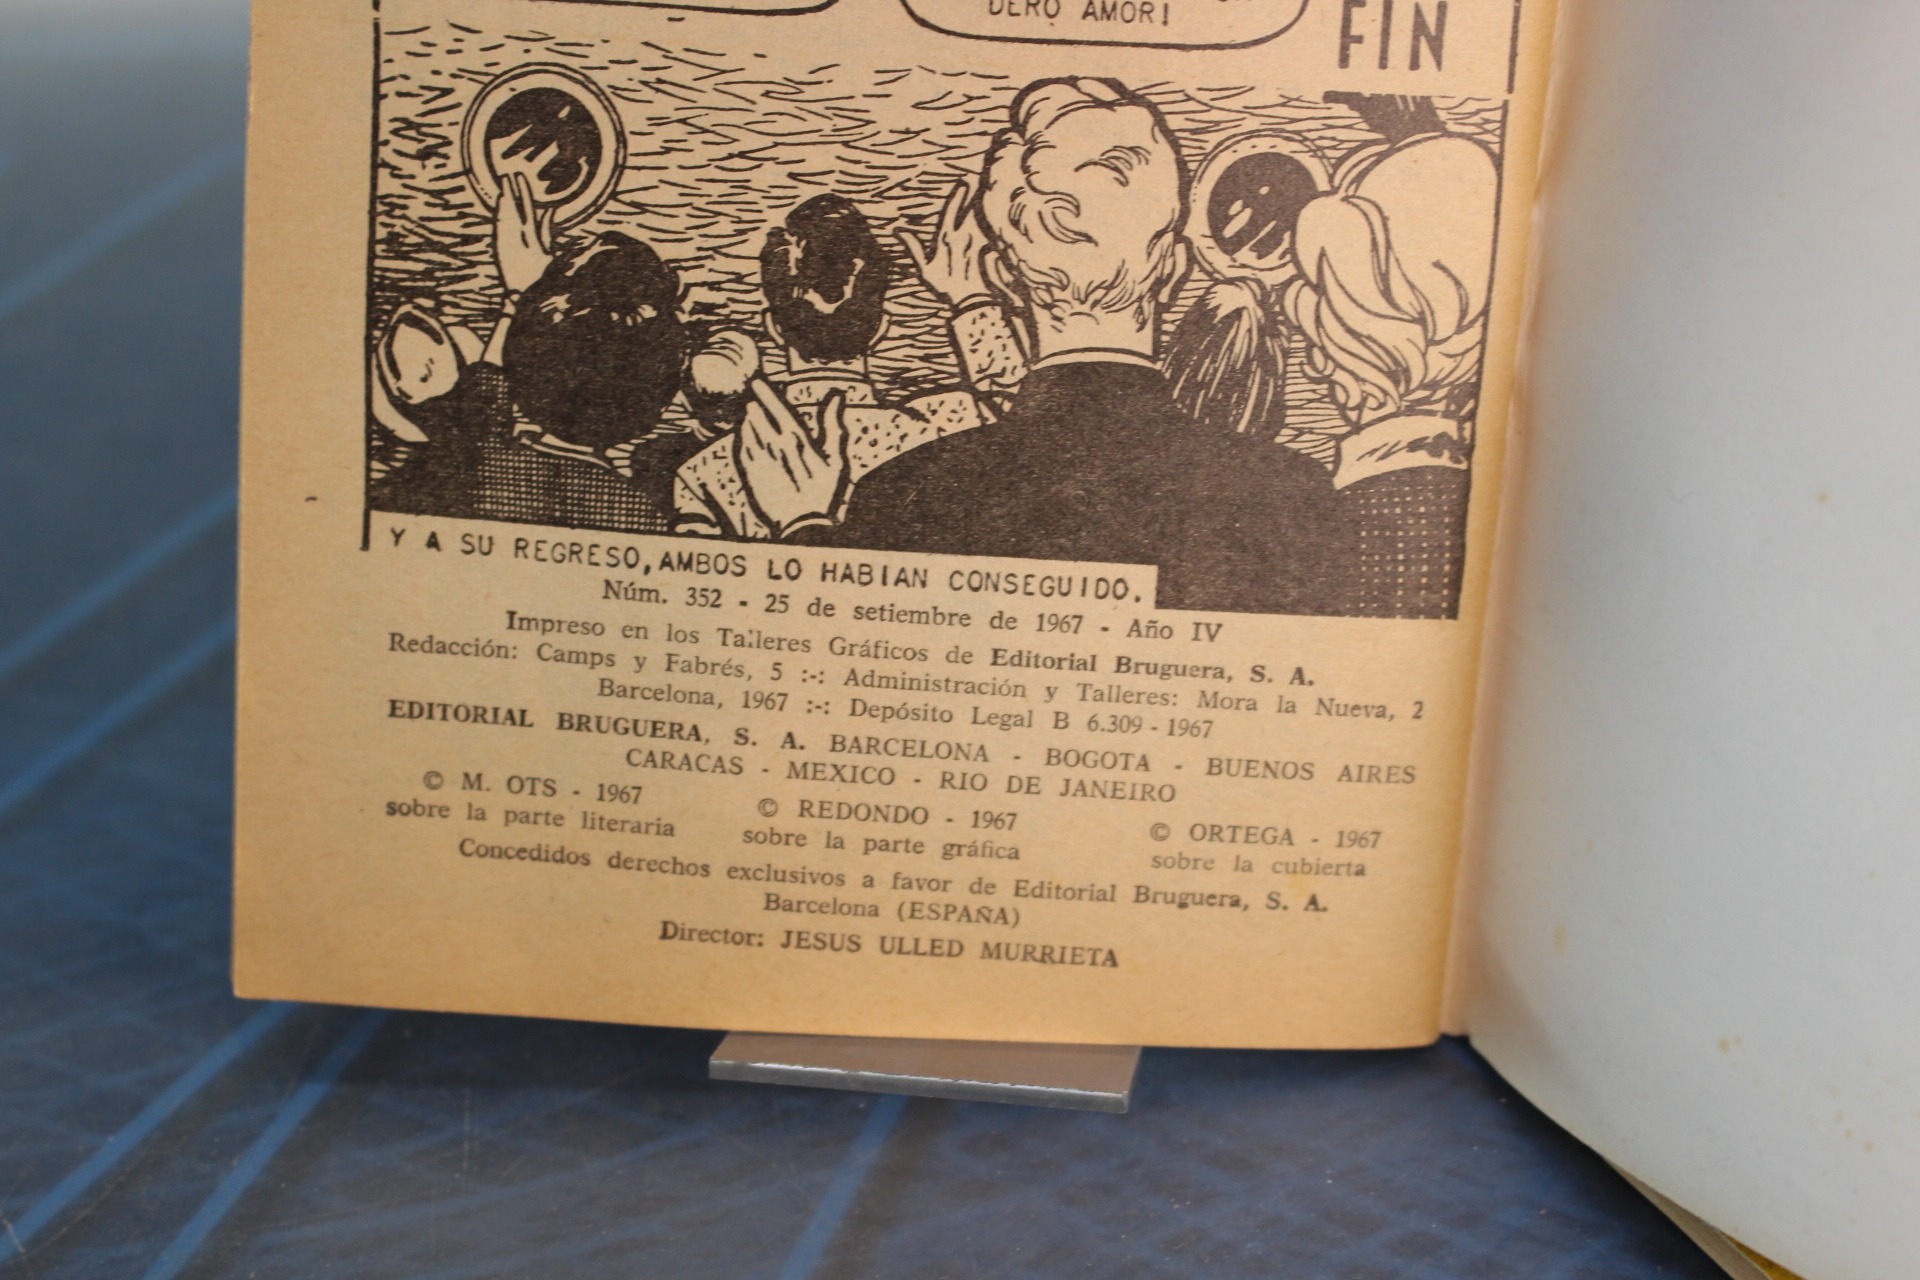 DERO AMOR!
FIN
Y A SU REGRESO, AMBOS LO HABIAN CONSEGUIDO.
Núm. 352 - 25 de setiembre de 1967 - Año IV
Impreso en los Talleres Gráficos de Editorial Bruguera, S. A.
Redacción: Camps y Fabrés, 5 :-: Administración y Talleres: Mora la Nueva, 2
Barcelona, 1967 :-: Depósito Legal B 6.309 - 1967
EDITORIAL BRUGUERA, S. A. BARCELONA - BOGOTA - BUENOS AIRES
CARACAS - MEXICO - RIO DE JANEIRO
© M. OTS - 1967
sobre la parte literaria
© REDONDO - 1967
sobre la parte gráfica
© ORTEGA - 1967
sobre la cubierta
Concedidos derechos exclusivos a favor de Editorial Bruguera, S. A.
Barcelona (ESPAÑA)
Director: JESUS ULLED MURRIETA